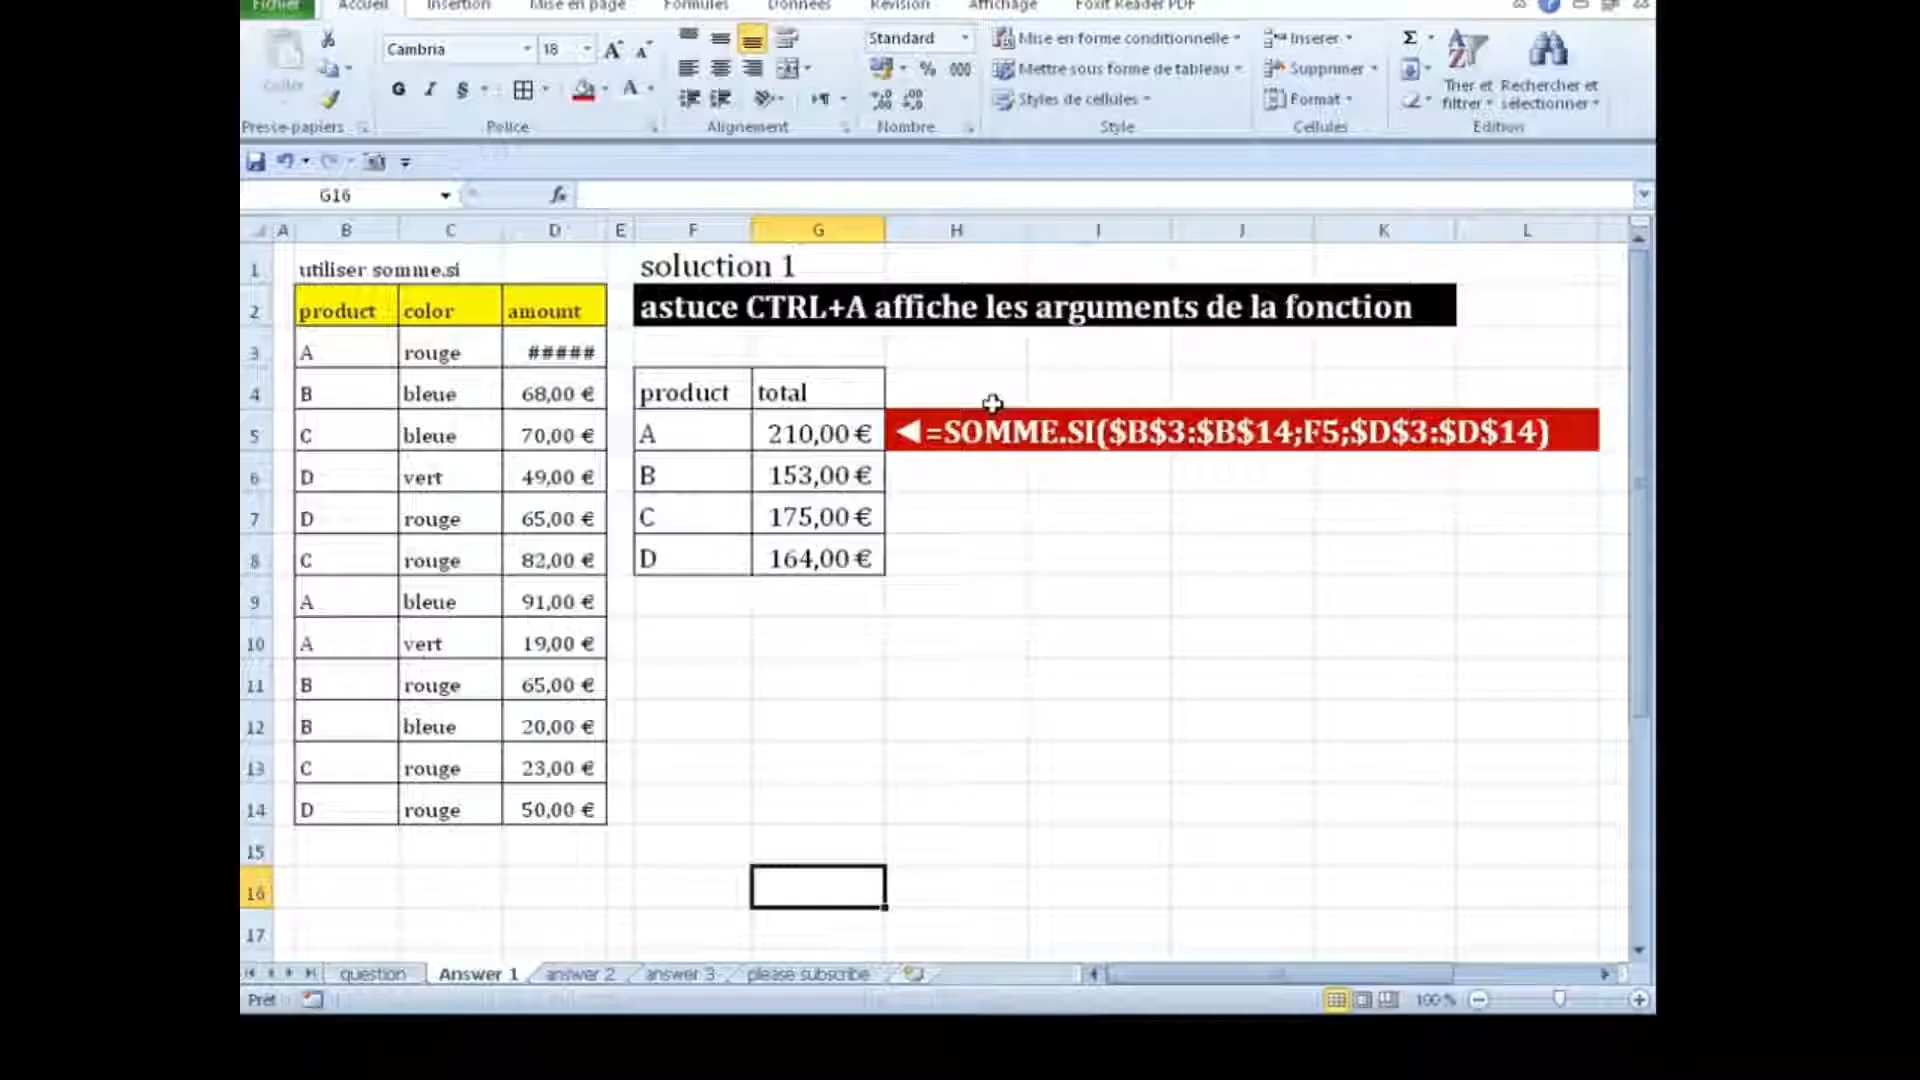 Fichier Accueil Insertion Mise en page Formules Données Révision Affichage Foxit Reader PDF
Cambria 18 Standard Mise en forme conditionnelle Insérer Σ
Coller G I S A % 000 Mettre sous forme de tableau Supprimer Trier et filtrer Rechercher et sélectionner
Styles de cellules Format
Presse-papiers Police Alignement Nombre Style Cellules Edition
G16 fx
A B C D E F G H I J K L
1 utiliser somme.si soluction 1
2 product color amount astuce CTRL+A affiche les arguments de la fonction
3 A rouge #####
4 B bleue 68,00 € product total
5 C bleue 70,00 € A 210,00 € =SOMME.SI($B$3:$B$14;F5;$D$3:$D$14)
6 D vert 49,00 € B 153,00 €
7 D rouge 65,00 € C 175,00 €
8 C rouge 82,00 € D 164,00 €
9 A bleue 91,00 €
10 A vert 19,00 €
11 B rouge 65,00 €
12 B bleue 20,00 €
13 C rouge 23,00 €
14 D rouge 50,00 €
15
16
17
question Answer 1 answer 2 answer 3 please subscribe
Prêt 100 %